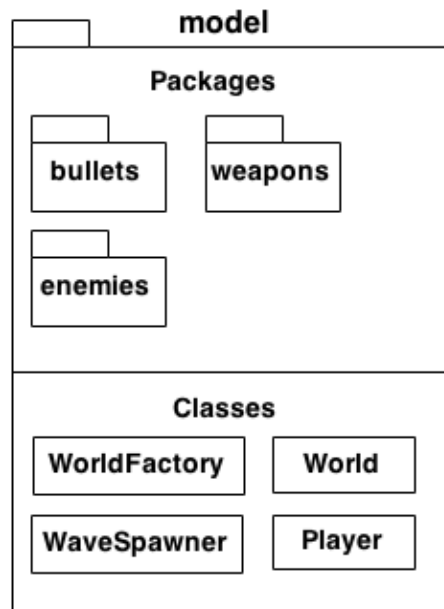 model
Packages
bullets
weapons
enemies
Classes
WorldFactory
World
WaveSpawner
Player